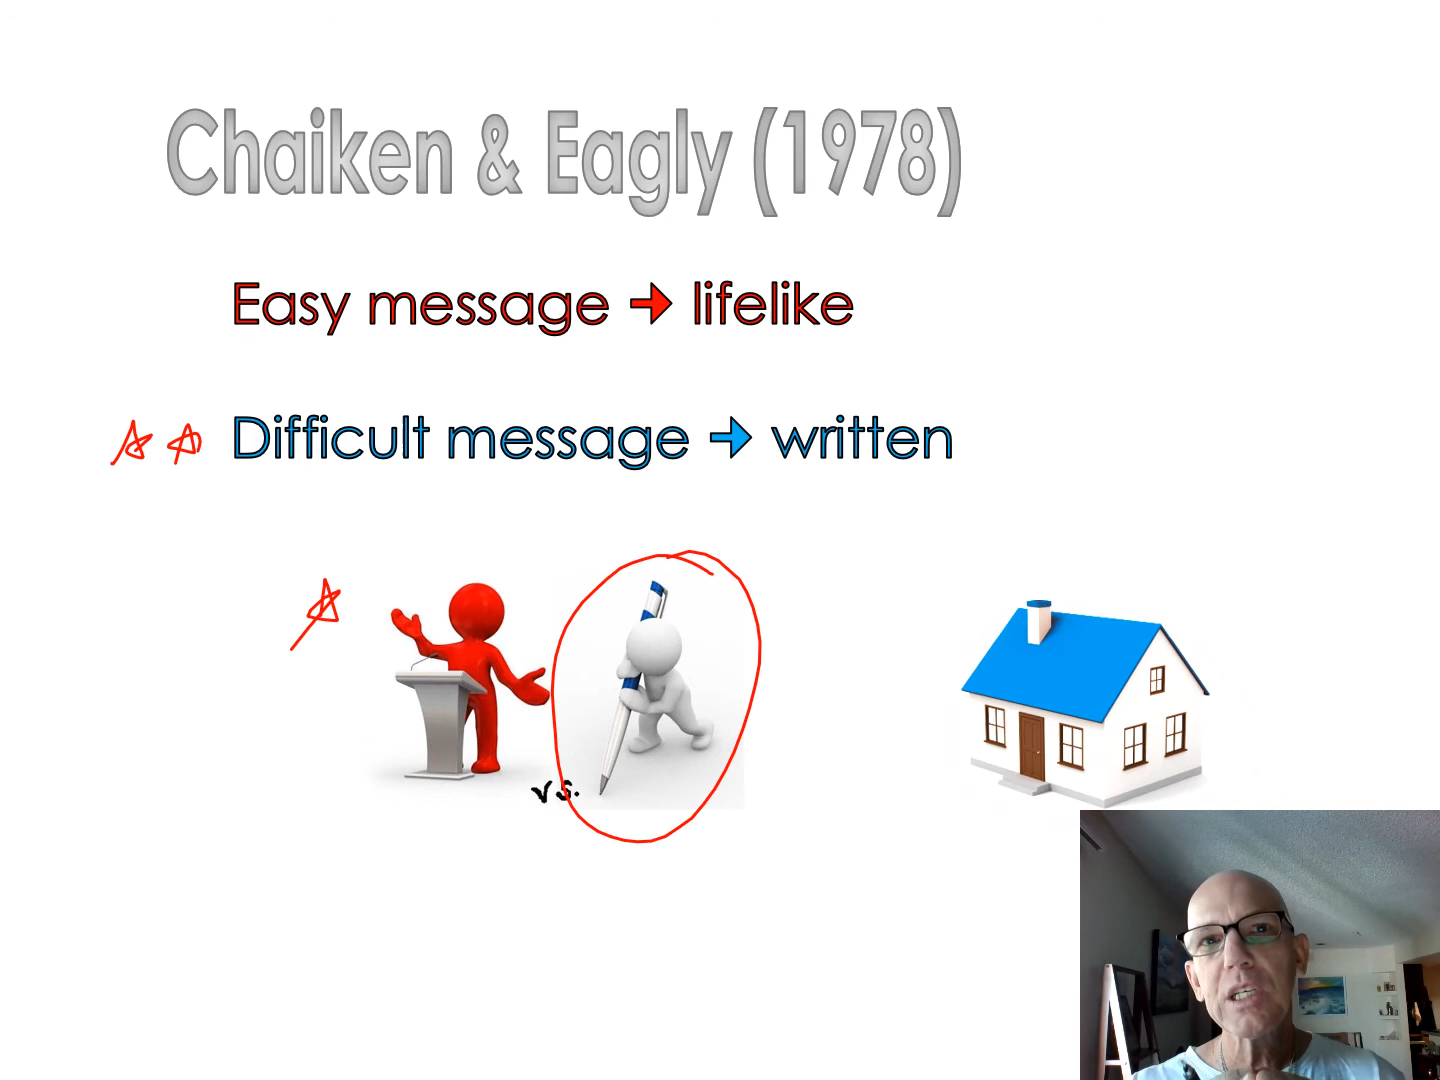 Chaiken & Eagly (1978)
Easy message → lifelike
Difficult message → written
vs.